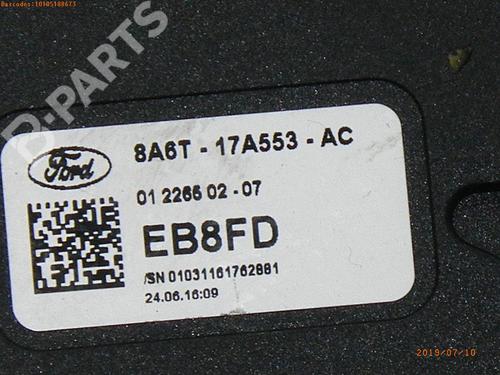 Barcodes:10105188673
B-PARTS
Ford
8A6T - 17A553 - AC
01 2266 02 - 07
EB8FD
/SN 01031161762881
24.06.16:09
2019/07/10